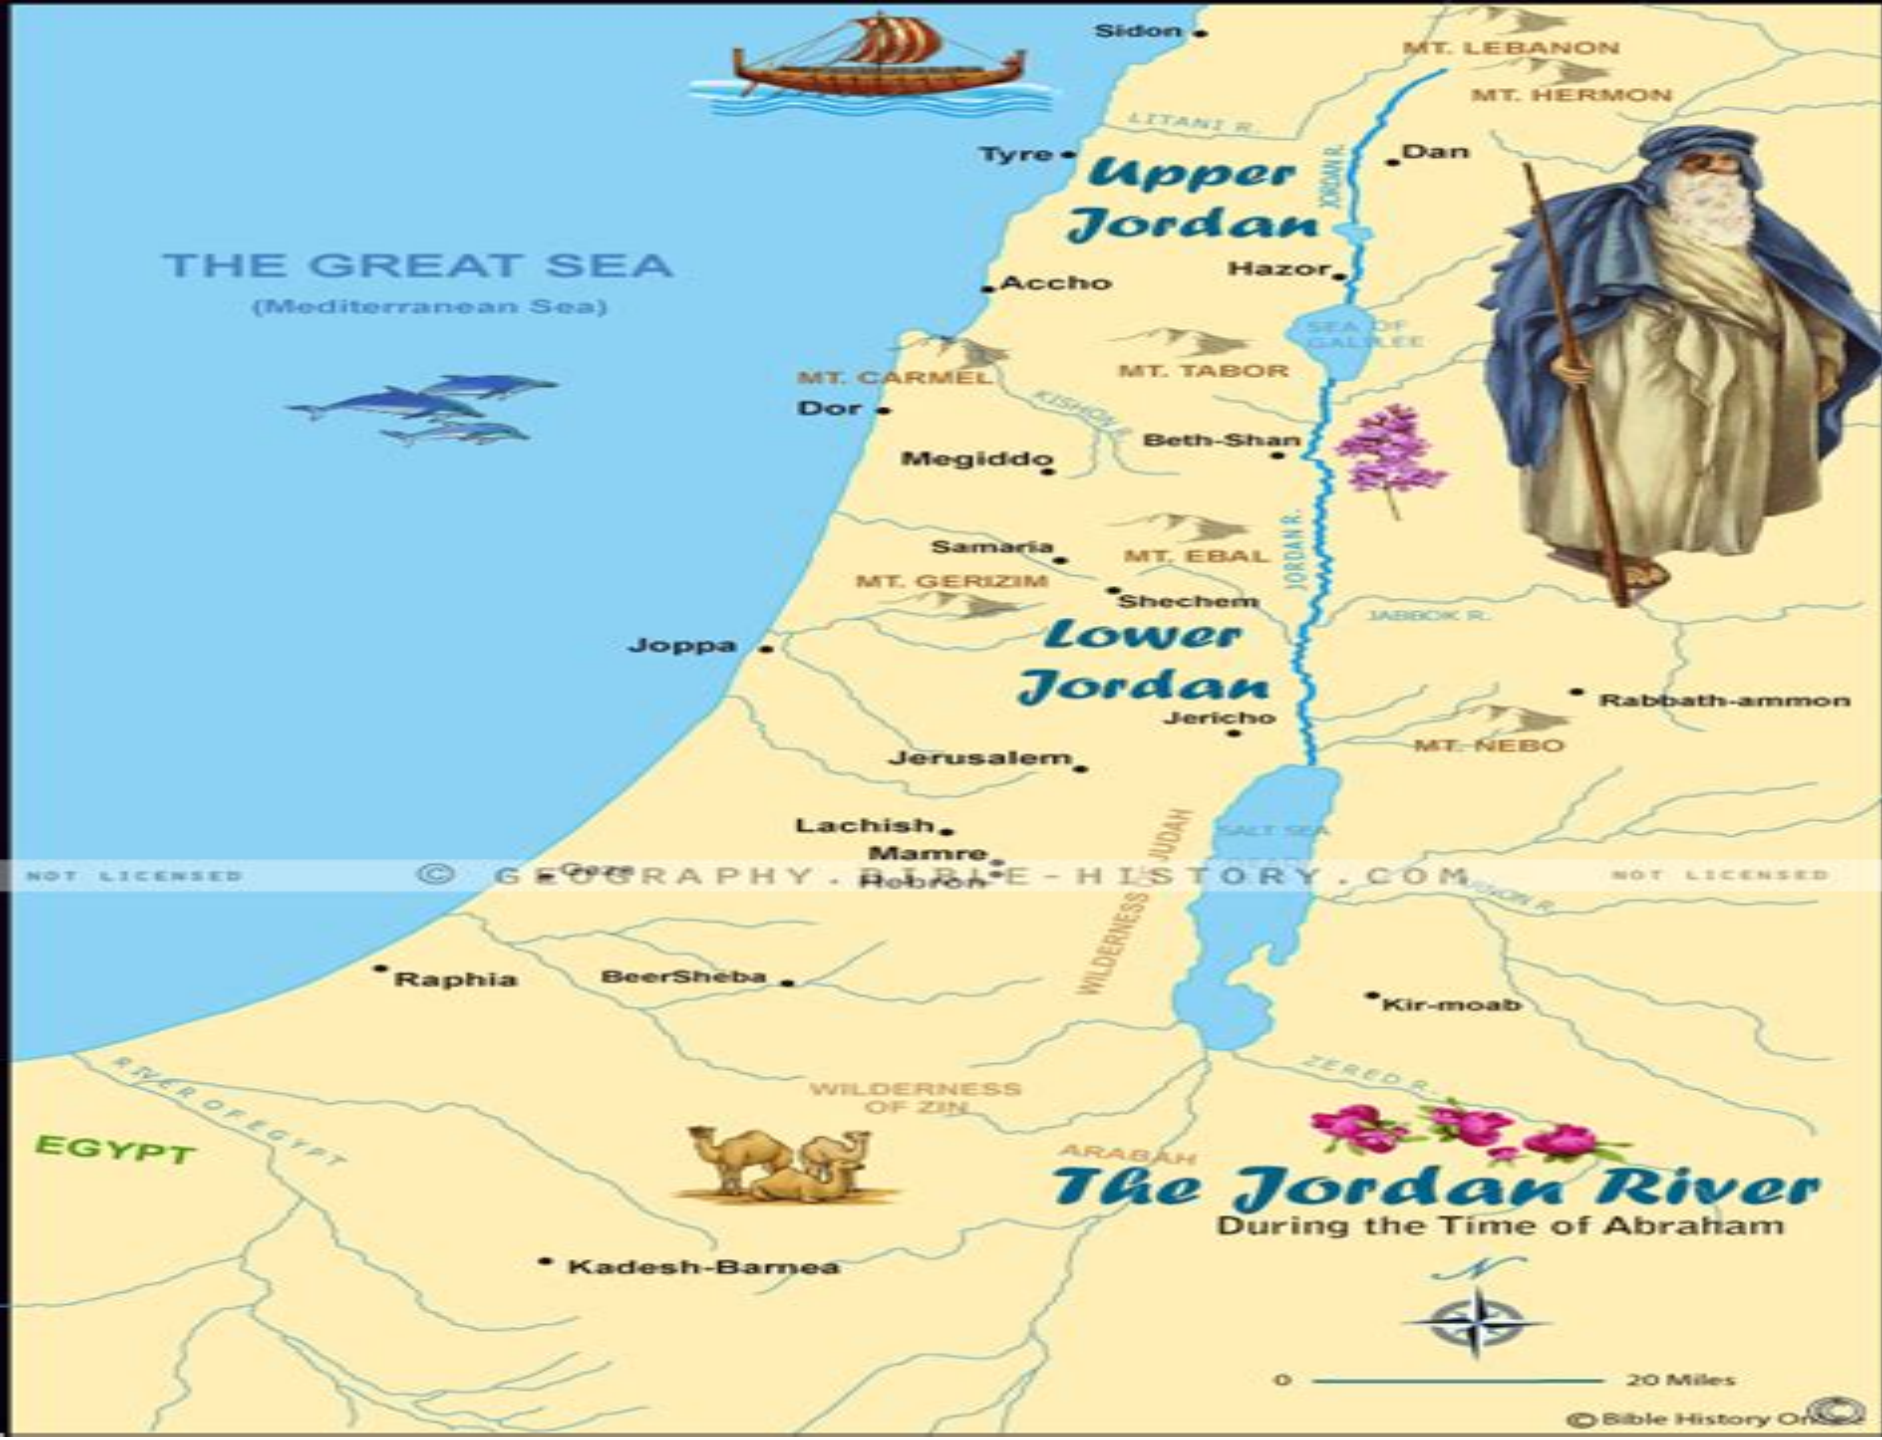 Sidon
MT. LEBANON
MT. HERMON
LITANI R.
Tyre
Dan
JORDAN R.
Upper
Jordan
THE GREAT SEA
(Mediterranean Sea)
Hazor
Accho
SEA OF
GALILEE
MT. CARMEL
MT. TABOR
Dor
KISHON R.
Beth-Shan
Megiddo
JORDAN R.
Samaria
MT. EBAL
MT. GERIZIM
Shechem
JABBOK R.
Lower
Jordan
Joppa
Rabbath-ammon
Jericho
MT. NEBO
Jerusalem
SALT SEA
Lachish
Mamre
WILDERNESS OF JUDAH
NOT LICENSED
© GEOGRAPHY.BIBLE-HISTORY.COM
NOT LICENSED
Gaza
Hebron
Raphia
BeerSheba
Kir-moab
RIVER OF EGYPT
ZERED R.
WILDERNESS
OF ZIN
EGYPT
ARABAH
The Jordan River
During the Time of Abraham
Kadesh-Barnea
N
0 20 Miles
© Bible History